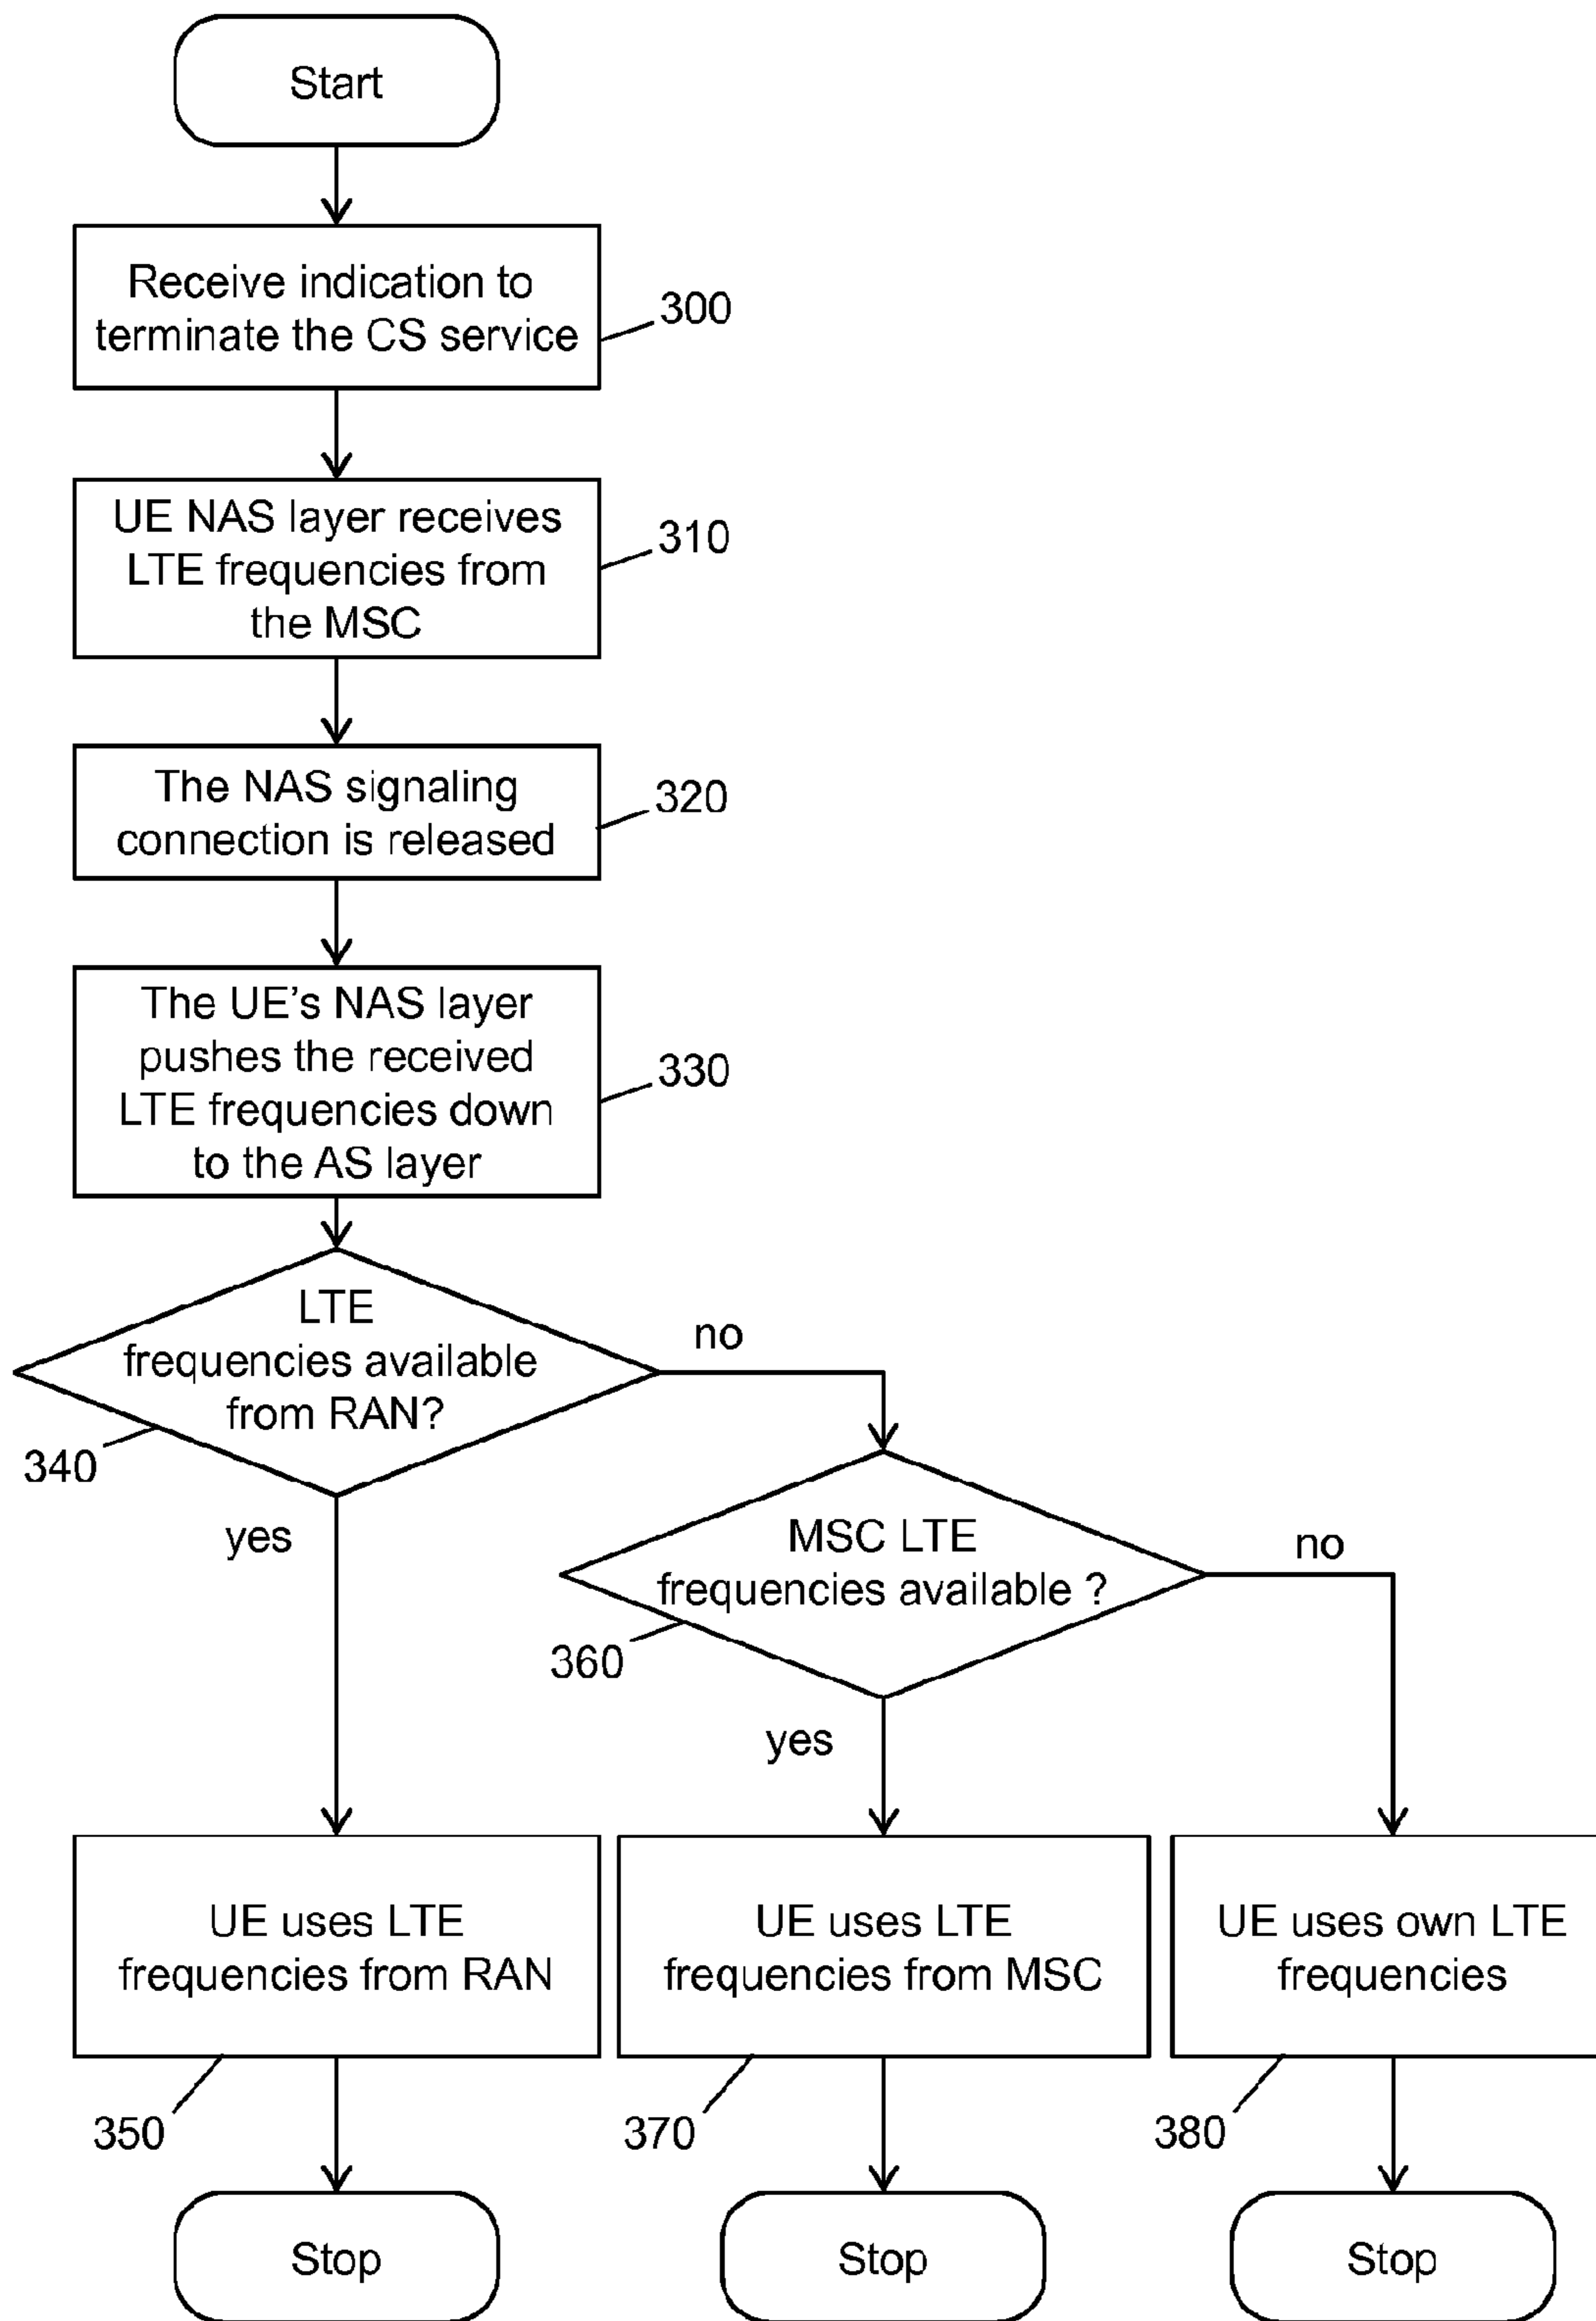 Start
Receive indication to
terminate the CS service
300
UE NAS layer receives
LTE frequencies from
the MSC
310
The NAS signaling
connection is released
320
The UE’s NAS layer
pushes the received
LTE frequencies down
to the AS layer
330
LTE
frequencies available
from RAN?
340
no
yes
MSC LTE
frequencies available ?
360
no
yes
UE uses LTE
frequencies from RAN
350
UE uses LTE
frequencies from MSC
370
UE uses own LTE
frequencies
380
Stop
Stop
Stop